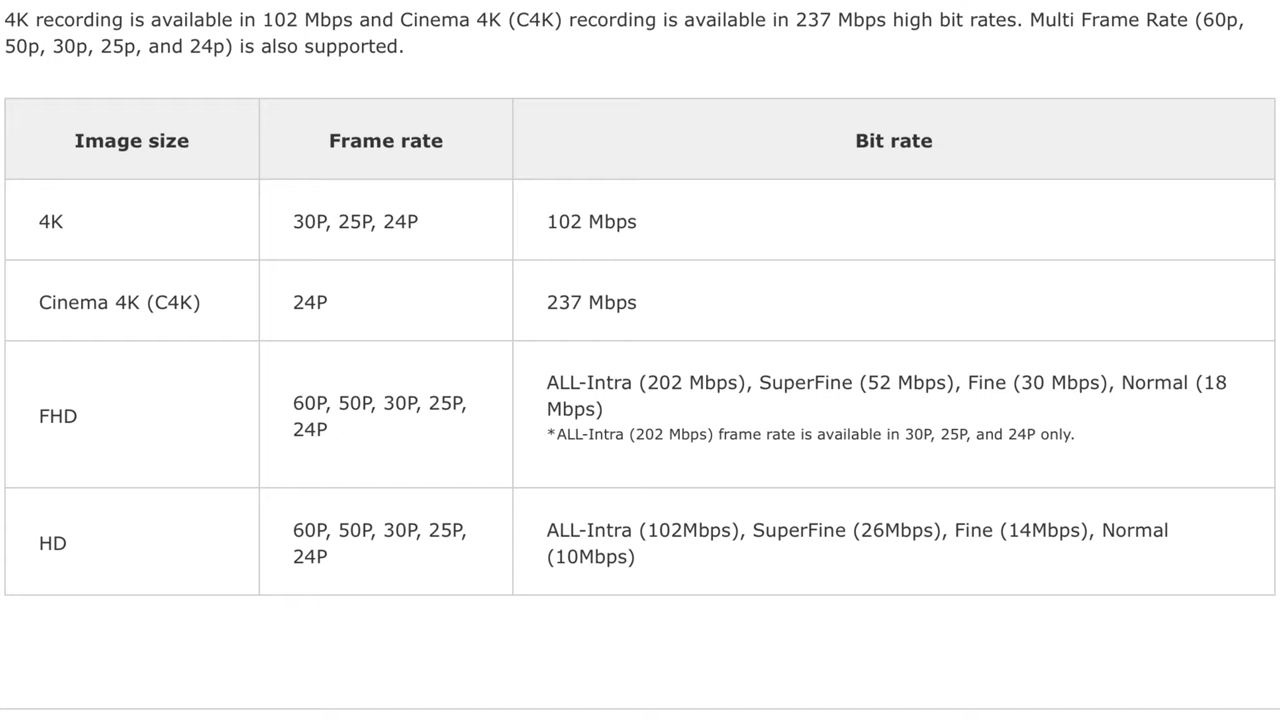 4K recording is available in 102 Mbps and Cinema 4K (C4K) recording is available in 237 Mbps high bit rates. Multi Frame Rate (60p,
50p, 30p, 25p, and 24p) is also supported.
Image size
Frame rate
Bit rate
4K
30P, 25P, 24P
102 Mbps
Cinema 4K (C4K)
24P
237 Mbps
FHD
60P, 50P, 30P, 25P,
24P
ALL-Intra (202 Mbps), SuperFine (52 Mbps), Fine (30 Mbps), Normal (18
Mbps)
*ALL-Intra (202 Mbps) frame rate is available in 30P, 25P, and 24P only.
HD
60P, 50P, 30P, 25P,
24P
ALL-Intra (102Mbps), SuperFine (26Mbps), Fine (14Mbps), Normal
(10Mbps)